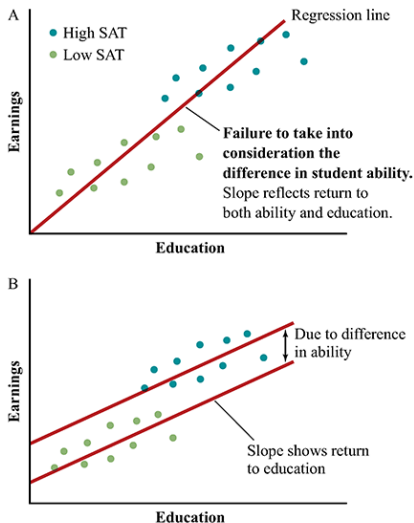 A
Regression line
High SAT
Low SAT
Earnings
Failure to take into
consideration the
difference in student ability.
Slope reflects return to
both ability and education.
Education
B
Due to difference
in ability
Earnings
Slope shows return
to education
Education